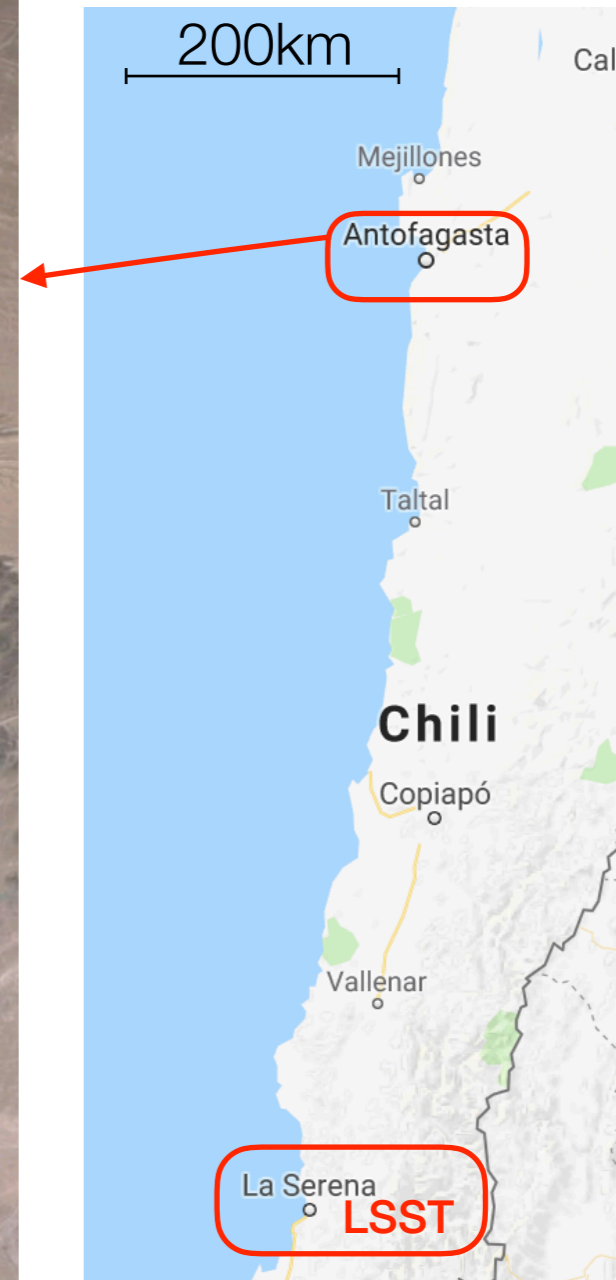 200km
Cal
Mejillones
Antofagasta
Taltal
Chili
Copiapó
Vallenar
La Serena
LSST